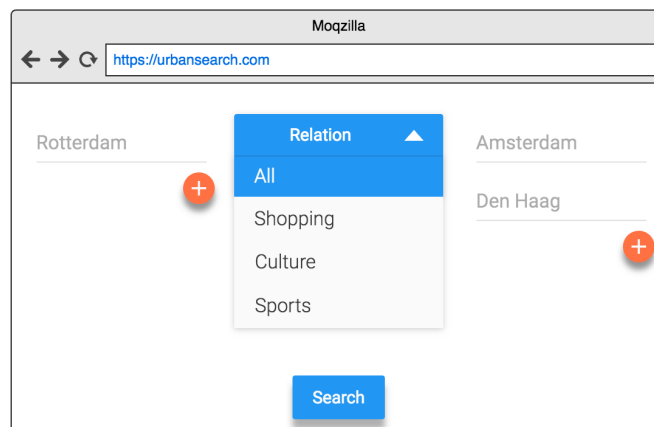 Moqzilla
https://urbansearch.com
Rotterdam
Relation
Amsterdam
All
Den Haag
Shopping
Culture
Sports
Search